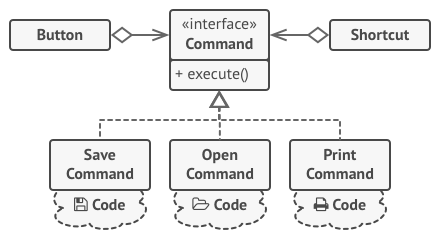 «interface»
Button
Command
Shortcut
+ execute()
Save
Command
Open
Command
Print
Command
Code
Code
Code